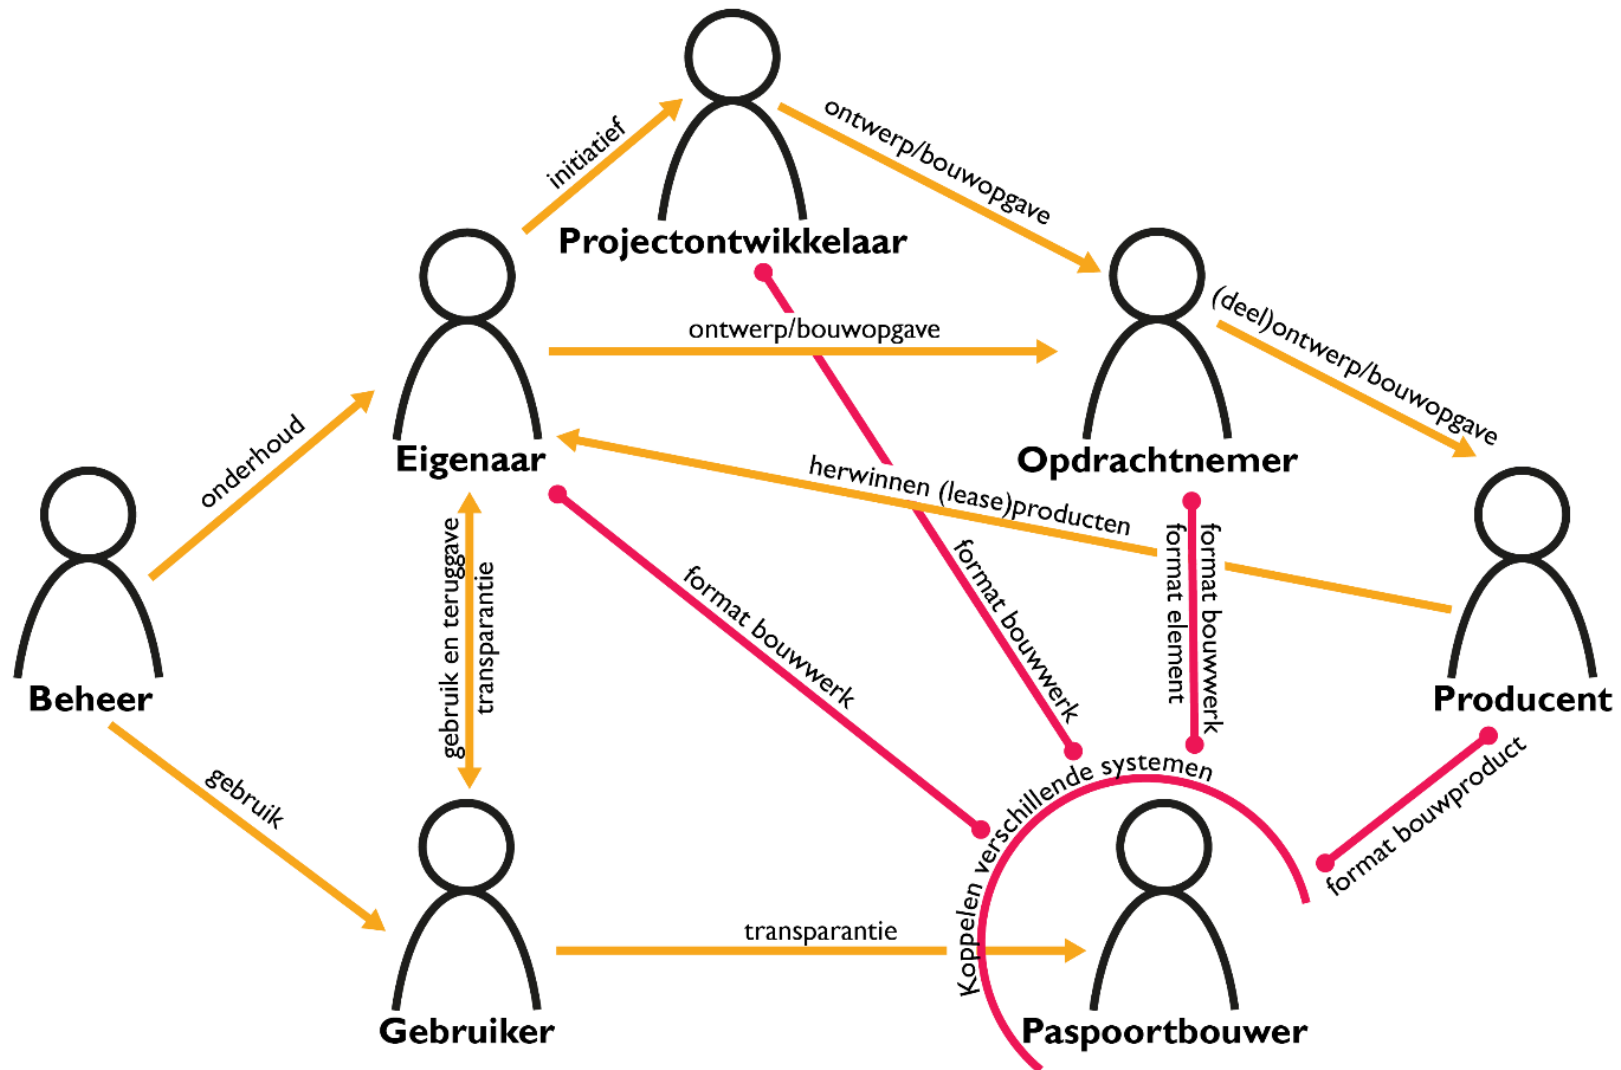 initiatief
ontwerp/bouwopgave
Projectontwikkelaar
ontwerp/bouwopgave
(deel)ontwerp/bouwopgave
onderhoud
Eigenaar
Opdrachtnemer
herwinnen (lease)producten
gebruik en teruggave
transparantie
format bouwwerk
format bouwwerk
format bouwwerk
format element
Beheer
Producent
gebruik
format bouwproduct
Koppelen verschillende systemen
transparantie
Gebruiker
Paspoortbouwer